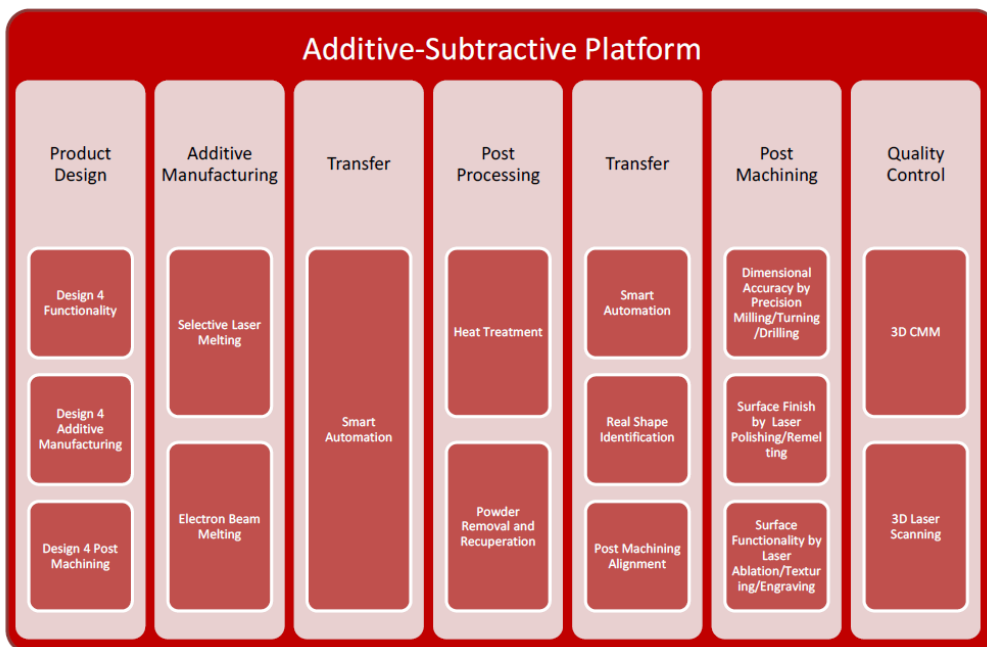 Additive-Subtractive Platform
Product
Design
Design 4
Functionality
Design 4
Additive
Manufacturing
Design 4 Post
Machining
Additive
Manufacturing
Selective Laser
Melting
Electron Beam
Melting
Transfer
Smart
Automation
Post
Processing
Heat Treatment
Powder
Removal and
Recuperation
Transfer
Smart
Automation
Real Shape
Identification
Post Machining
Alignment
Post
Machining
Dimensional
Accuracy by
Precision
Milling/Turning
/Drilling
Surface Finish
by Laser
Polishing/Remel
ting
Surface
Functionality by
Laser
Ablation/Textur
ing/Engraving
Quality
Control
3D CMM
3D Laser
Scanning